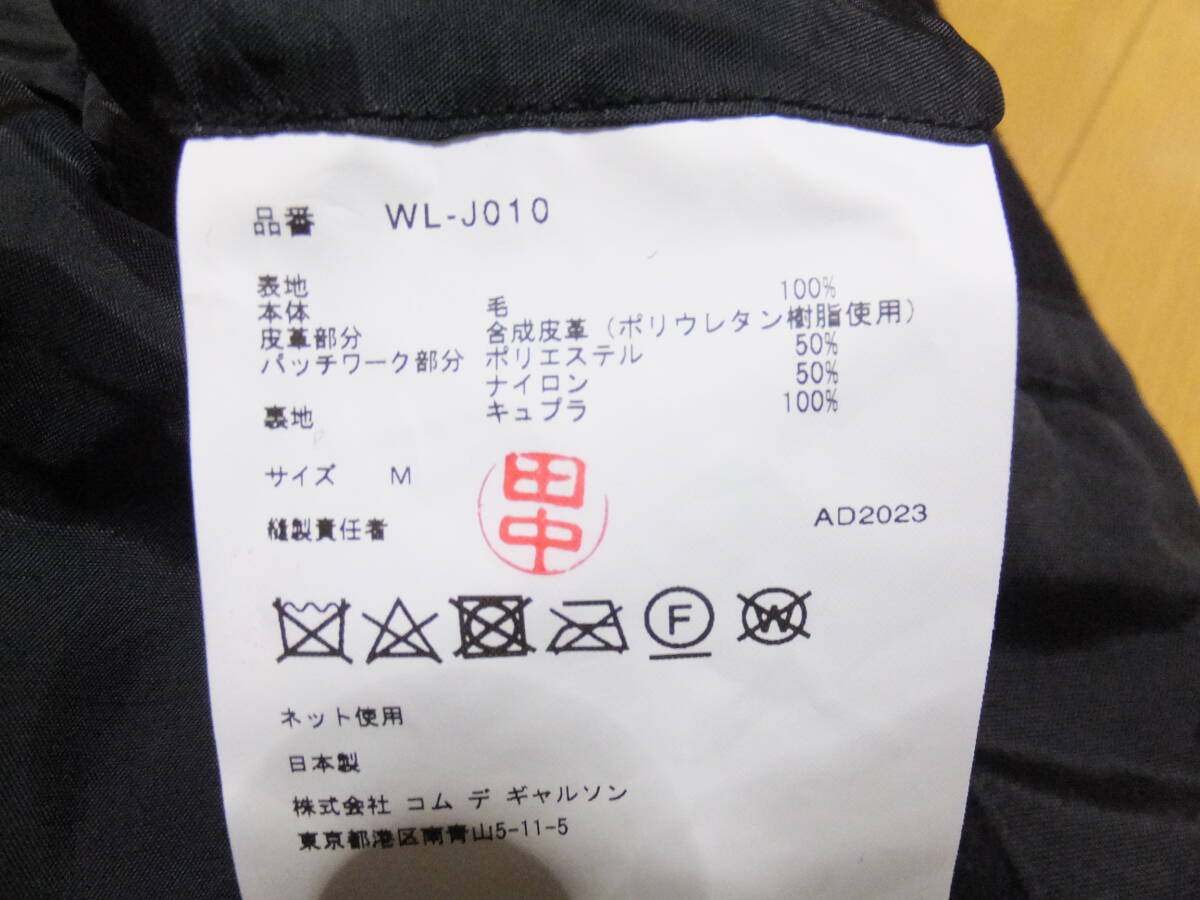 品番 WL-J010
表地 100%
本体 毛
皮革部分 合成皮革(ポリウレタン樹脂使用)
パッチワーク部分 ポリエステル 50%
ナイロン 50%
裏地 キュプラ 100%
サイズ M
田中
縫製責任者 AD2023
F W
ネット使用
日本製
株式会社 コム デ ギャルソン
東京都港区南青山5-11-5